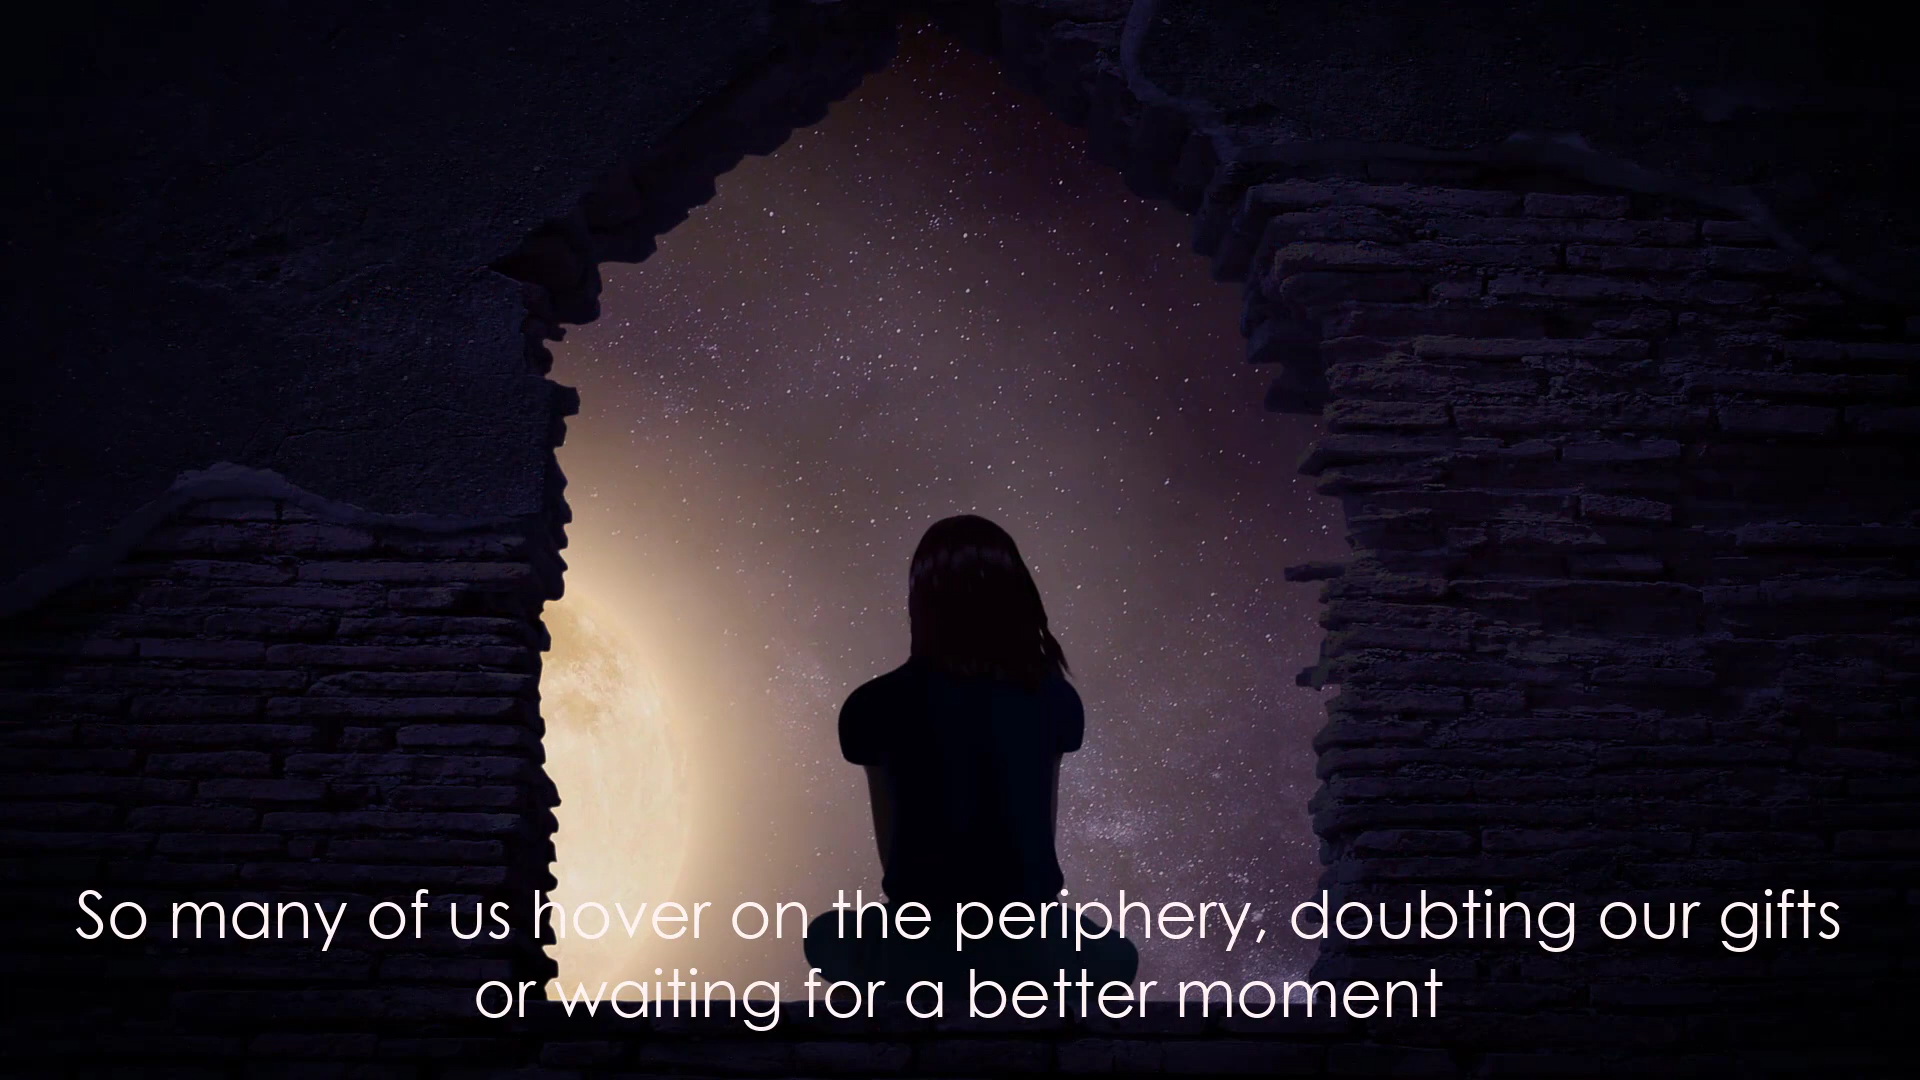 So many of us hover on the periphery, doubting our gifts
or waiting for a better moment